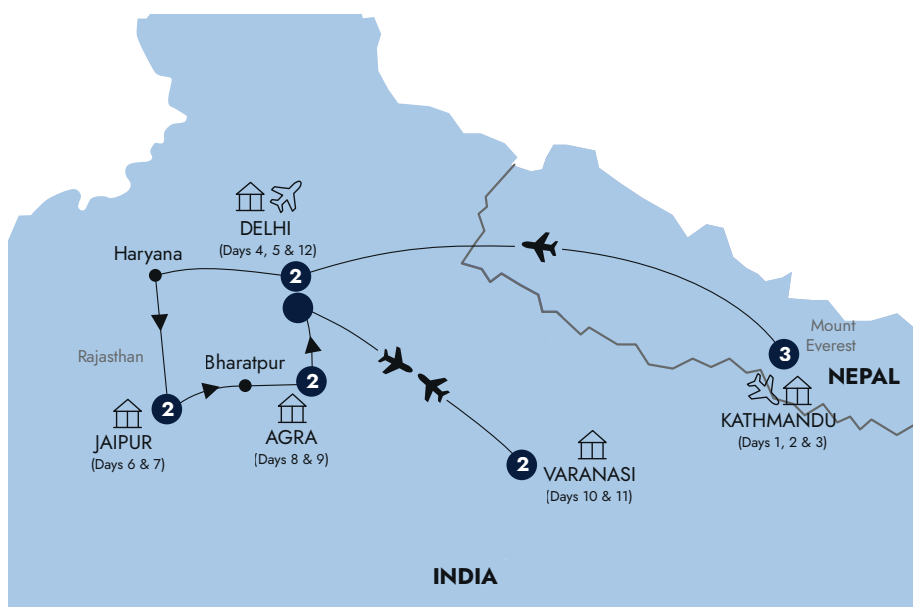 DELHI
(Days 4, 5 & 12)
2
Haryana
Mount
Everest
3
NEPAL
Rajasthan
Bharatpur
2
JAIPUR
(Days 6 & 7)
2
AGRA
(Days 8 & 9)
KATHMANDU
(Days 1, 2 & 3)
2
VARANASI
(Days 10 & 11)
INDIA